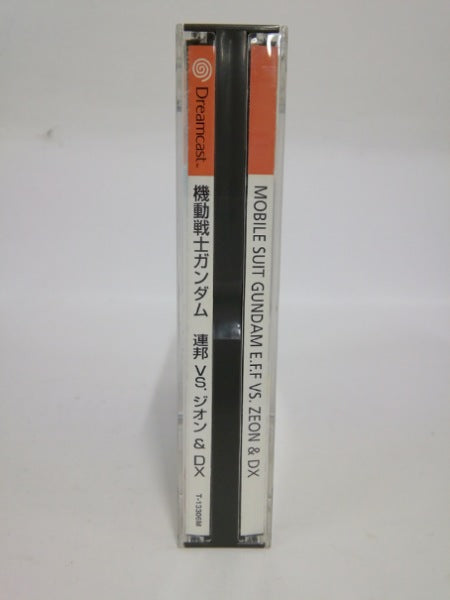 Dreamcast™
機動戦士ガンダム 連邦 VS. ジオン & DX
T-13306M
MOBILE SUIT GUNDAM E.F.F VS. ZEON & DX